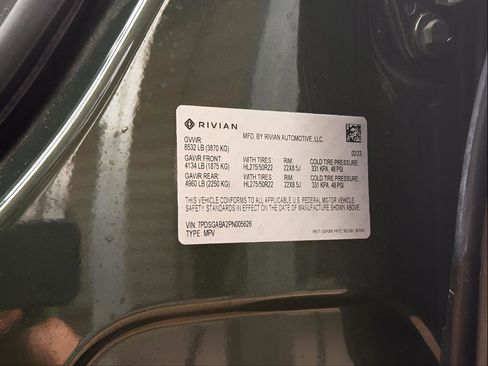 RIVIAN
MFD. BY RIVIAN AUTOMOTIVE, LLC.
GVWR:
8532 LB (3870 KG)
02/23
GAWR FRONT: WITH TIRES: RIM: COLD TIRE PRESSURE:
4134 LB (1875 KG) HL275/50R22 22X8.5J 331 KPA, 48 PSI
GAWR REAR: WITH TIRES: RIM: COLD TIRE PRESSURE:
4960 LB (2250 KG) HL275/50R22 22X8.5J 331 KPA, 48 PSI
THIS VEHICLE CONFORMS TO ALL APPLICABLE U.S. FEDERAL MOTOR VEHICLE
SAFETY STANDARDS IN EFFECT ON THE DATE OF MANUFACTURE SHOWN ABOVE.
VIN: 7PDSGABA2PN005626
TYPE: MPV